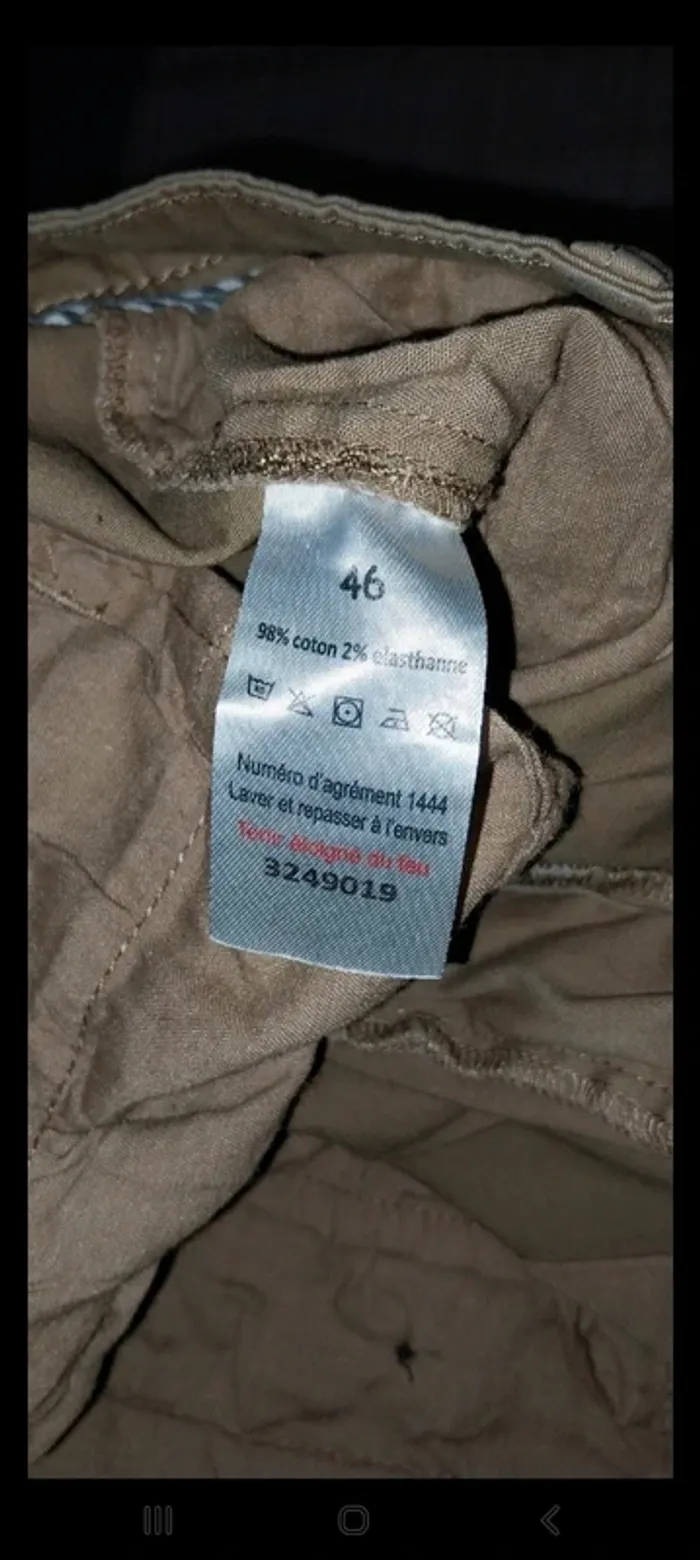 46
98% coton 2% elasthanne
Numéro d'agrément 1444
Laver et repasser à l'envers
Tenir éloigné du feu
3249019